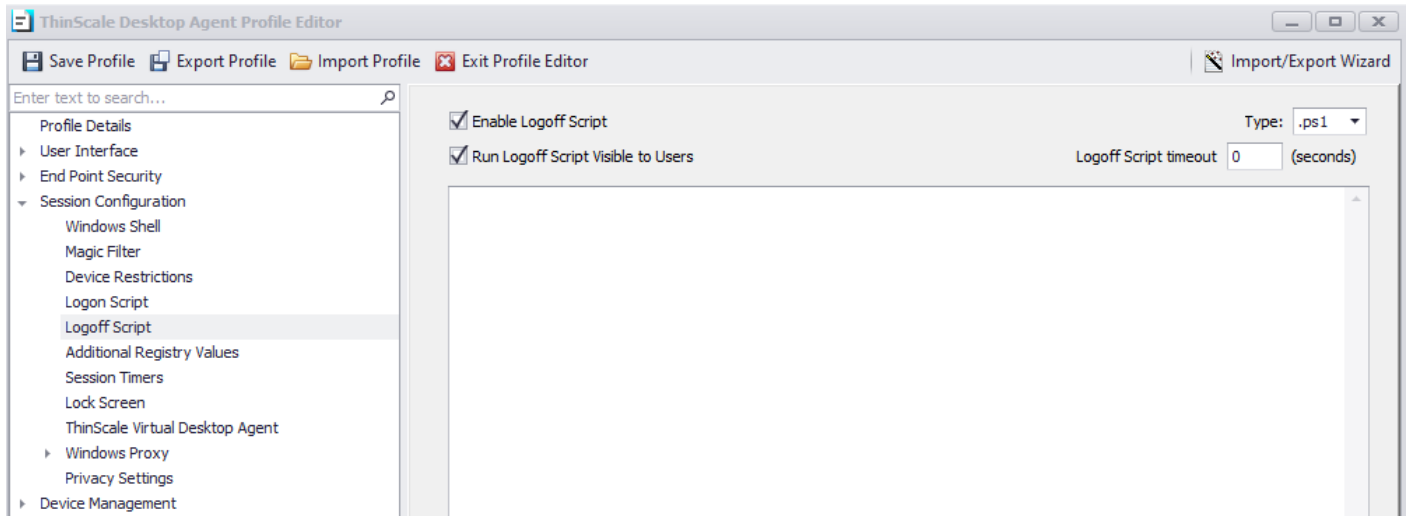 ThinScale Desktop Agent Profile Editor
Save Profile Export Profile Import Profile Exit Profile Editor Import/Export Wizard
Enter text to search...
Profile Details
User Interface
End Point Security
Session Configuration
Windows Shell
Magic Filter
Device Restrictions
Logon Script
Logoff Script
Additional Registry Values
Session Timers
Lock Screen
ThinScale Virtual Desktop Agent
Windows Proxy
Privacy Settings
Device Management
Enable Logoff Script Type: .ps1
Run Logoff Script Visible to Users Logoff Script timeout 0 (seconds)